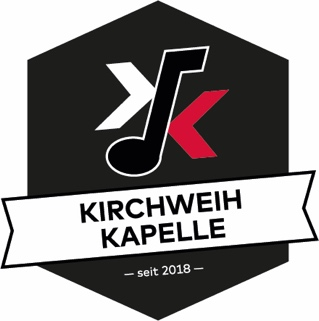 KIRCHWEIH
KAPELLE
— seit 2018 —